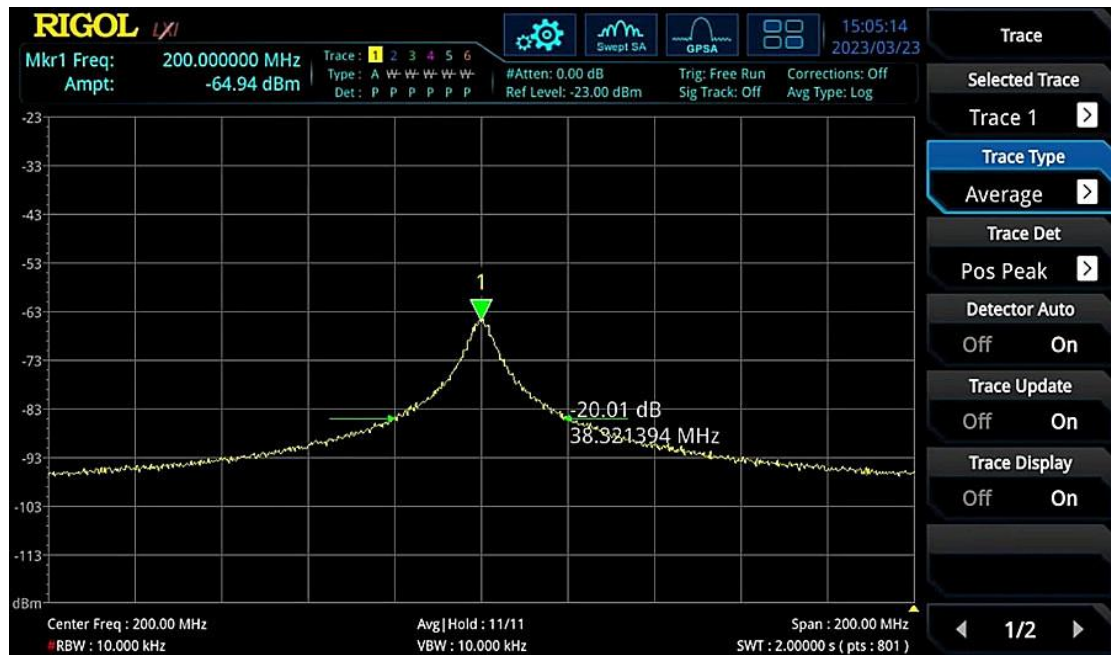 RIGOL LXI
Swept SA
GPSA
15:05:14
2023/03/23
Mkr1 Freq: 200.000000 MHz
Ampt: -64.94 dBm
Trace: 1 2 3 4 5 6
Type: A W W W W W
Det: P P P P P P
#Atten: 0.00 dB
Ref Level: -23.00 dBm
Trig: Free Run
Sig Track: Off
Corrections: Off
Avg Type: Log
-23
-33
-43
-53
-63
-73
-83
-93
-103
-113
dBm
1
-20.01 dB
38.321394 MHz
Center Freq : 200.00 MHz
#RBW : 10.000 kHz
Avg|Hold : 11/11
VBW : 10.000 kHz
Span : 200.00 MHz
SWT : 2.00000 s ( pts : 801 )
Trace
Selected Trace
Trace 1 >
Trace Type
Average >
Trace Det
Pos Peak >
Detector Auto
Off On
Trace Update
Off On
Trace Display
Off On
1/2